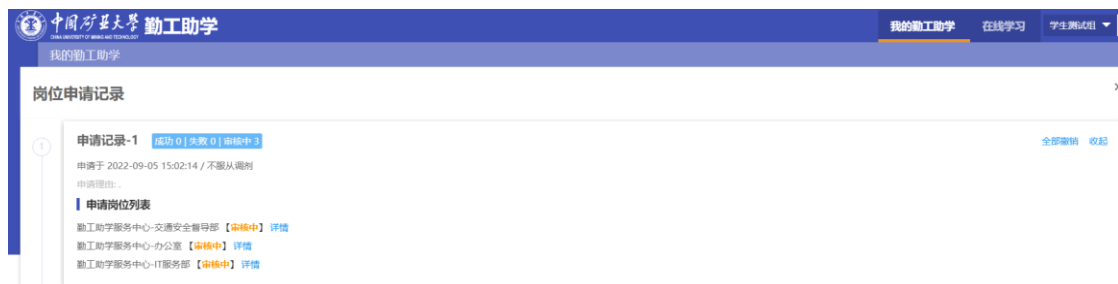 中国矿业大学 勤工助学
CHINA UNIVERSITY OF MINING AND TECHNOLOGY
我的勤工助学 在线学习 学生测试组
我的勤工助学
岗位申请记录
1 申请记录-1 成功 0 | 失败 0 | 审核中 3 全部撤销 收起
申请于 2022-09-05 15:02:14 / 不服从调剂
申请理由: .
申请岗位列表
勤工助学服务中心-交通安全督导部 【审核中】 详情
勤工助学服务中心-办公室 【审核中】 详情
勤工助学服务中心-IT服务部 【审核中】 详情